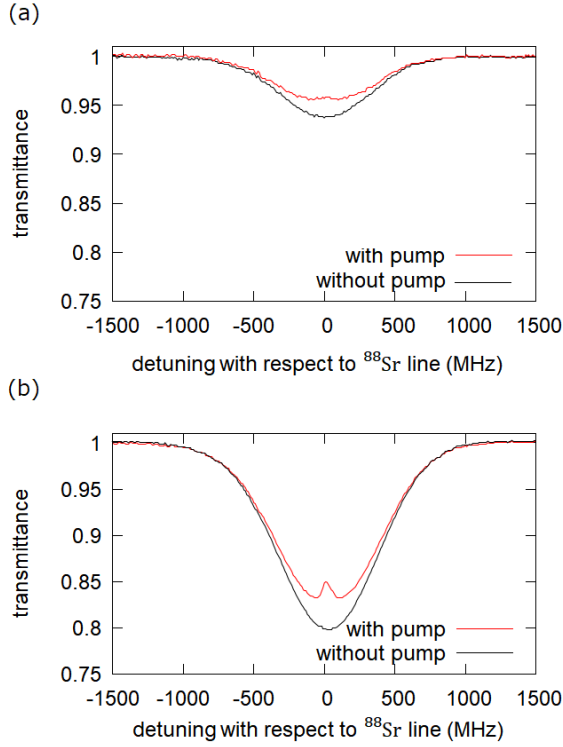 (a)
1
0.95
0.9
0.85
0.8
0.75
transmittance
with pump
without pump
-1500 -1000 -500 0 500 1000 1500
detuning with respect to ⁸⁸Sr line (MHz)
(b)
1
0.95
0.9
0.85
0.8
0.75
transmittance
with pump
without pump
-1500 -1000 -500 0 500 1000 1500
detuning with respect to ⁸⁸Sr line (MHz)